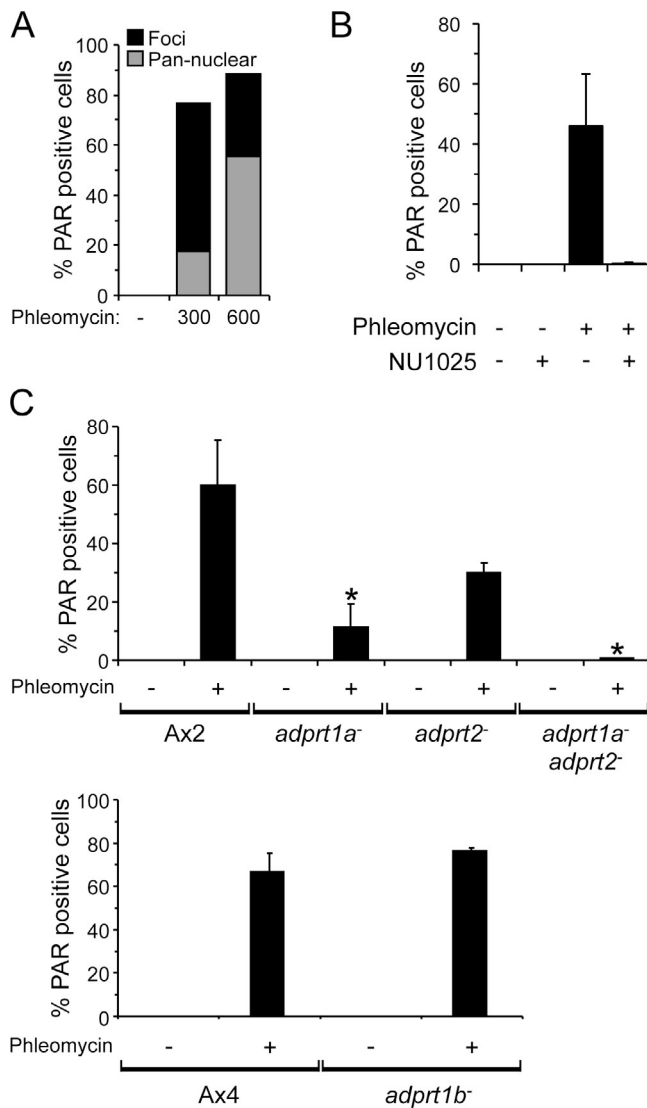 A
Foci
Pan-nuclear
% PAR positive cells
100
80
60
40
20
0
Phleomycin: - 300 600
B
% PAR positive cells
80
60
40
20
0
Phleomycin - - + +
NU1025 - + - +
C
% PAR positive cells
80
60
40
20
0
* *
Phleomycin - + - + - + - +
Ax2 adprt1a- adprt2- adprt1a-
adprt2-
% PAR positive cells
100
80
60
40
20
0
Phleomycin - + - +
Ax4 adprt1b-